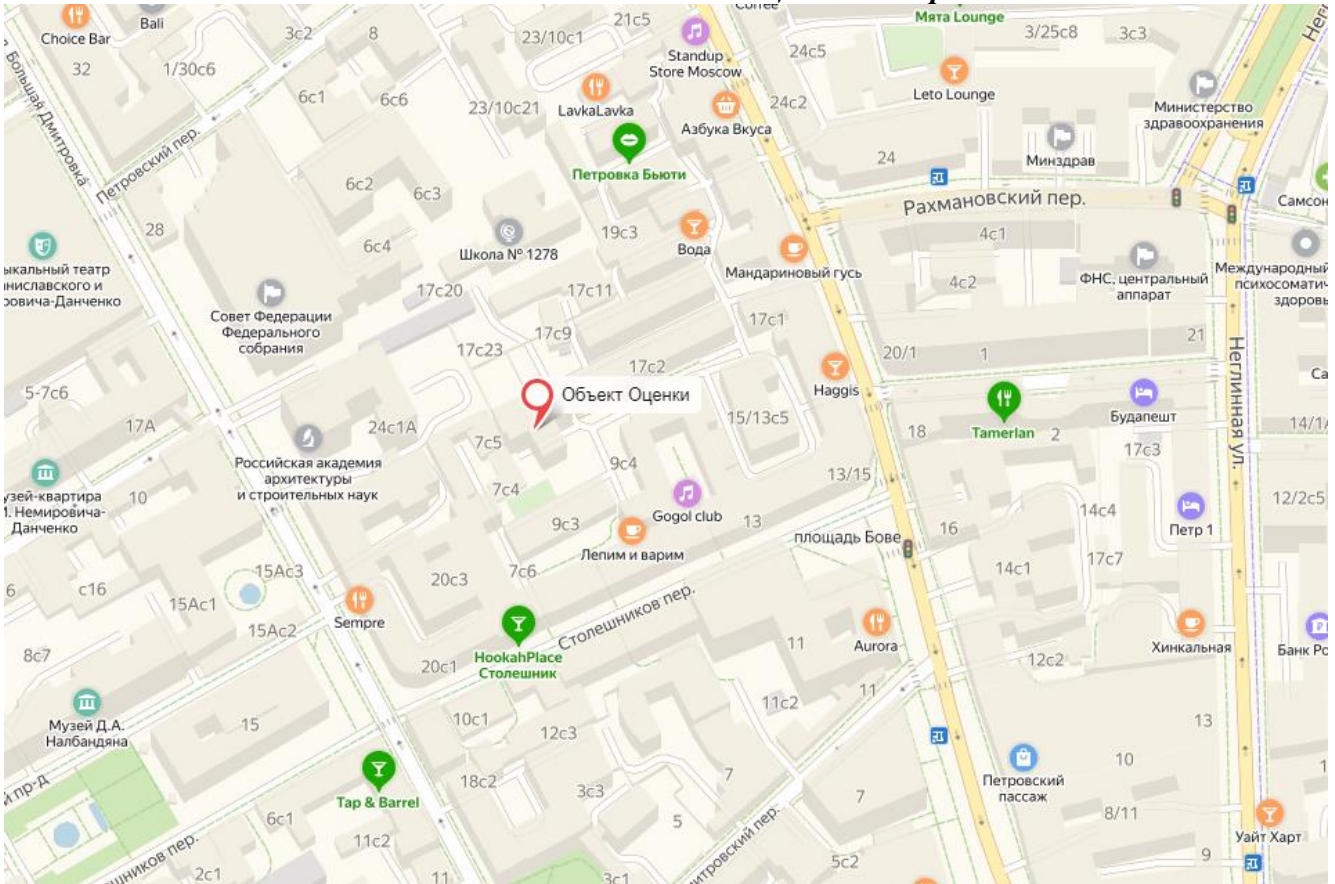 Choice Bar
Bali
3с2
8
21с5
23/10с1
Standup
Store Moscow
24с5
Мята Lounge
3/25с8
3с3
32
1/30с6
6с1
6с6
23/10с21
LavkaLavka
Азбука Вкуса
24с2
Leto Lounge
Министерство
здравоохранения
Большая Дмитровка
Петровский пер.
Петровка Бьюти
24
Минздрав
6с2
6с3
Рахмановский пер.
28
6с4
Школа № 1278
19с3
Вода
Мандариновый гусь
4с1
4с2
ФНС, центральный
аппарат
Совет Федерации
Федерального
собрания
17с20
17с11
17с9
17с1
17с23
17с2
20/1
1
21
Неглинная ул.
5-7с6
17А
24с1А
Объект Оценки
Haggis
15/13с5
Tamerlan
18
2
Будапешт
17с3
Российская академия
архитектуры
и строительных наук
7с5
9с4
7с4
13/15
10
Данченко
9с3
Gogol club
13
Лепим и варим
площадь Бове
16
14с4
Петр 1
12/2с5
15Ас3
с16
15Ас1
15Ас2
20с3
7с6
14с1
17с7
Sempre
Столешников пер.
HookahPlace
Столешник
20с1
11
Aurora
12с2
Хинкальная
8с7
Музей Д.А.
Налбандяна
15
10с1
12с3
11с2
11
13
Tap & Barrel
18с2
3с3
7
7
Петровский
пассаж
10
8/11
6с1
11с2
5
5с2
Уайт Харт
9
2с1
11
3с1